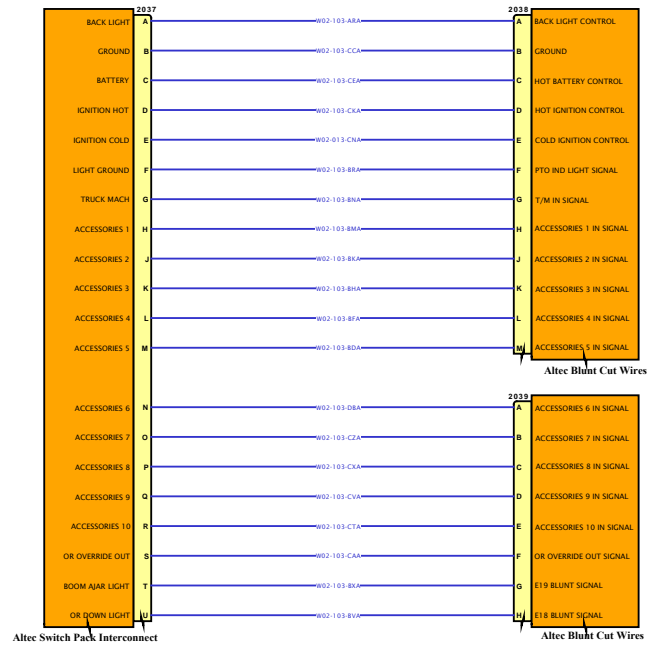 2037 2038
BACK LIGHT A W02-103-ARA A BACK LIGHT CONTROL
GROUND B W02-103-CCA B GROUND
BATTERY C W02-103-CEA C HOT BATTERY CONTROL
IGNITION HOT D W02-103-CKA D HOT IGNITION CONTROL
IGNITION COLD E W02-013-CNA E COLD IGNITION CONTROL
LIGHT GROUND F W02-103-BRA F PTO IND LIGHT SIGNAL
TRUCK MACH G W02-103-BNA G T/M IN SIGNAL
ACCESSORIES 1 H W02-103-BMA H ACCESSORIES 1 IN SIGNAL
ACCESSORIES 2 J W02-103-BKA J ACCESSORIES 2 IN SIGNAL
ACCESSORIES 3 K W02-103-BHA K ACCESSORIES 3 IN SIGNAL
ACCESSORIES 4 L W02-103-BFA L ACCESSORIES 4 IN SIGNAL
ACCESSORIES 5 M W02-103-BDA M ACCESSORIES 5 IN SIGNAL
Altec Blunt Cut Wires
2039
ACCESSORIES 6 N W02-103-DBA A ACCESSORIES 6 IN SIGNAL
ACCESSORIES 7 O W02-103-CZA B ACCESSORIES 7 IN SIGNAL
ACCESSORIES 8 P W02-103-CXA C ACCESSORIES 8 IN SIGNAL
ACCESSORIES 9 Q W02-103-CVA D ACCESSORIES 9 IN SIGNAL
ACCESSORIES 10 R W02-103-CTA E ACCESSORIES 10 IN SIGNAL
OR OVERRIDE OUT S W02-103-CAA F OR OVERRIDE OUT SIGNAL
BOOM AJAR LIGHT T W02-103-BXA G E19 BLUNT SIGNAL
OR DOWN LIGHT U W02-103-BVA H E18 BLUNT SIGNAL
Altec Switch Pack Interconnect Altec Blunt Cut Wires